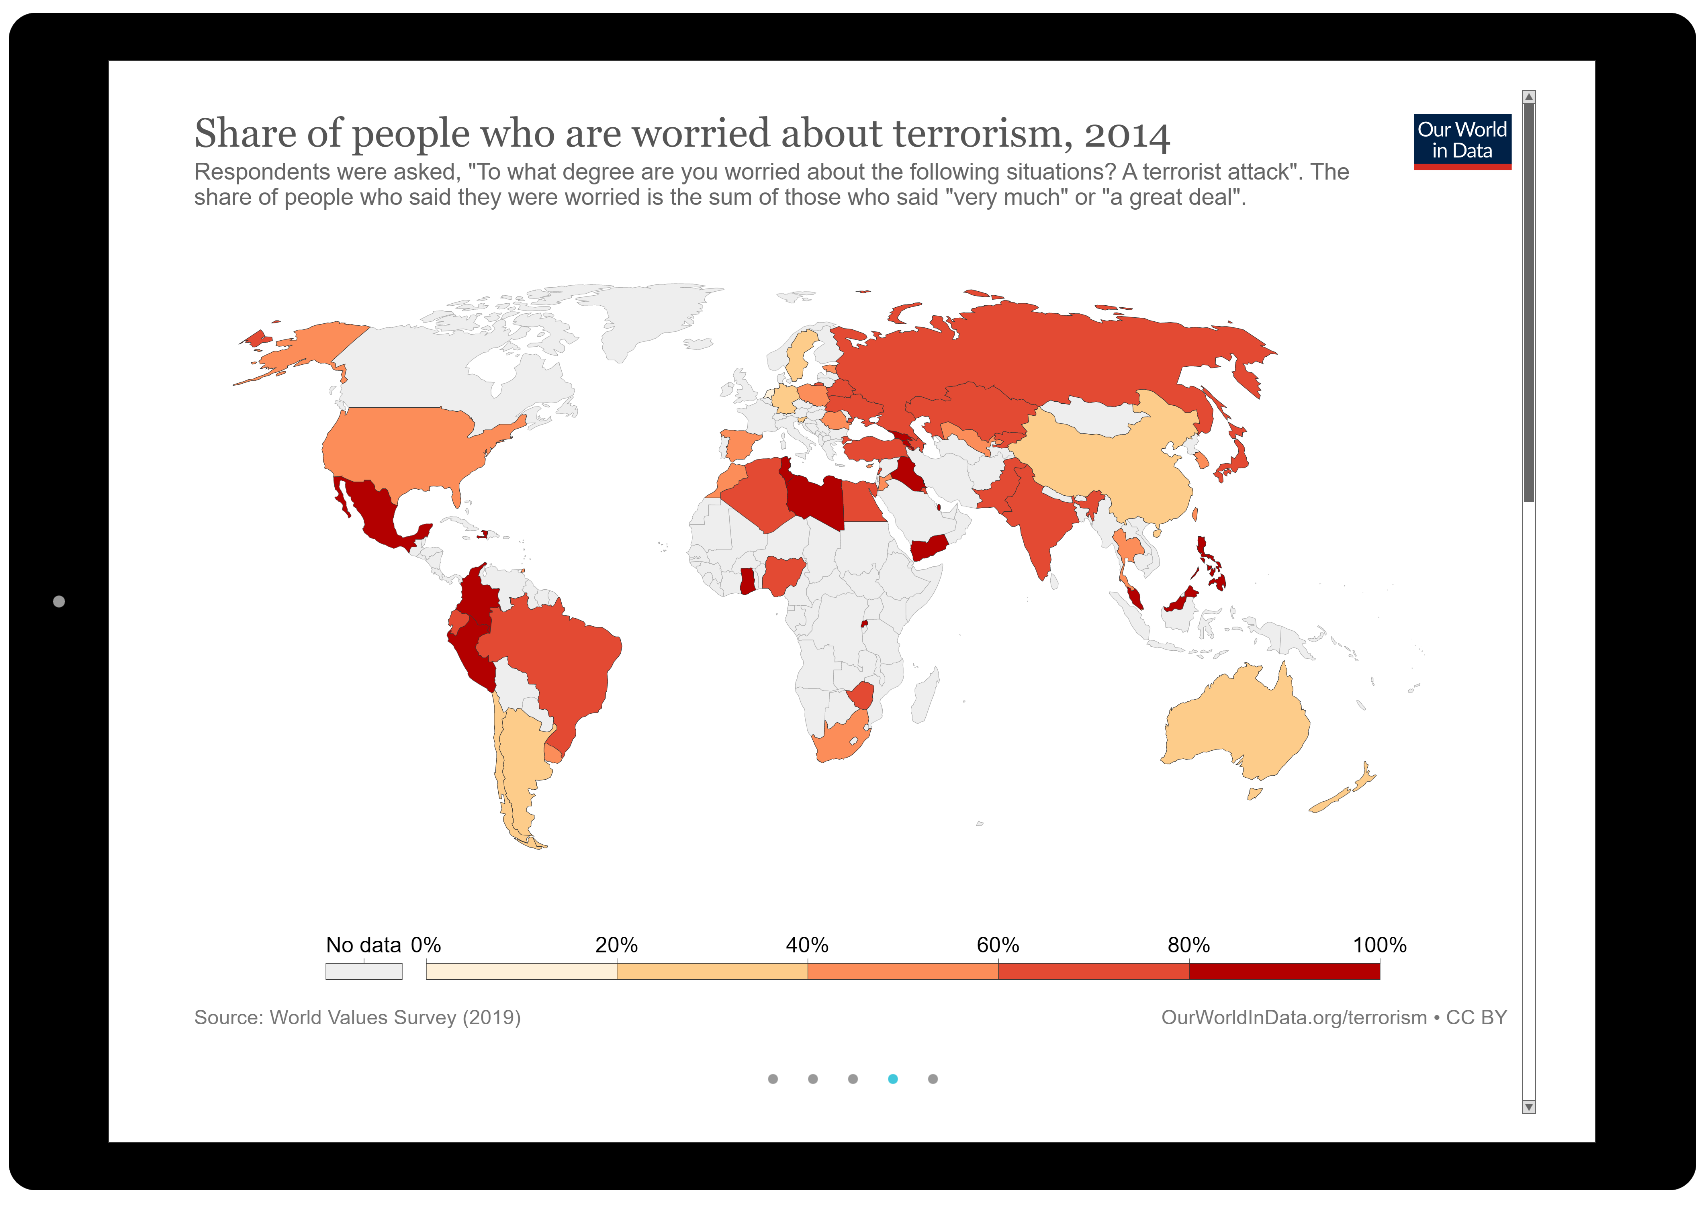 Share of people who are worried about terrorism, 2014
Our World
in Data
Respondents were asked, "To what degree are you worried about the following situations? A terrorist attack". The
share of people who said they were worried is the sum of those who said "very much" or "a great deal".
No data 0% 20% 40% 60% 80% 100%
Source: World Values Survey (2019)
OurWorldInData.org/terrorism • CC BY